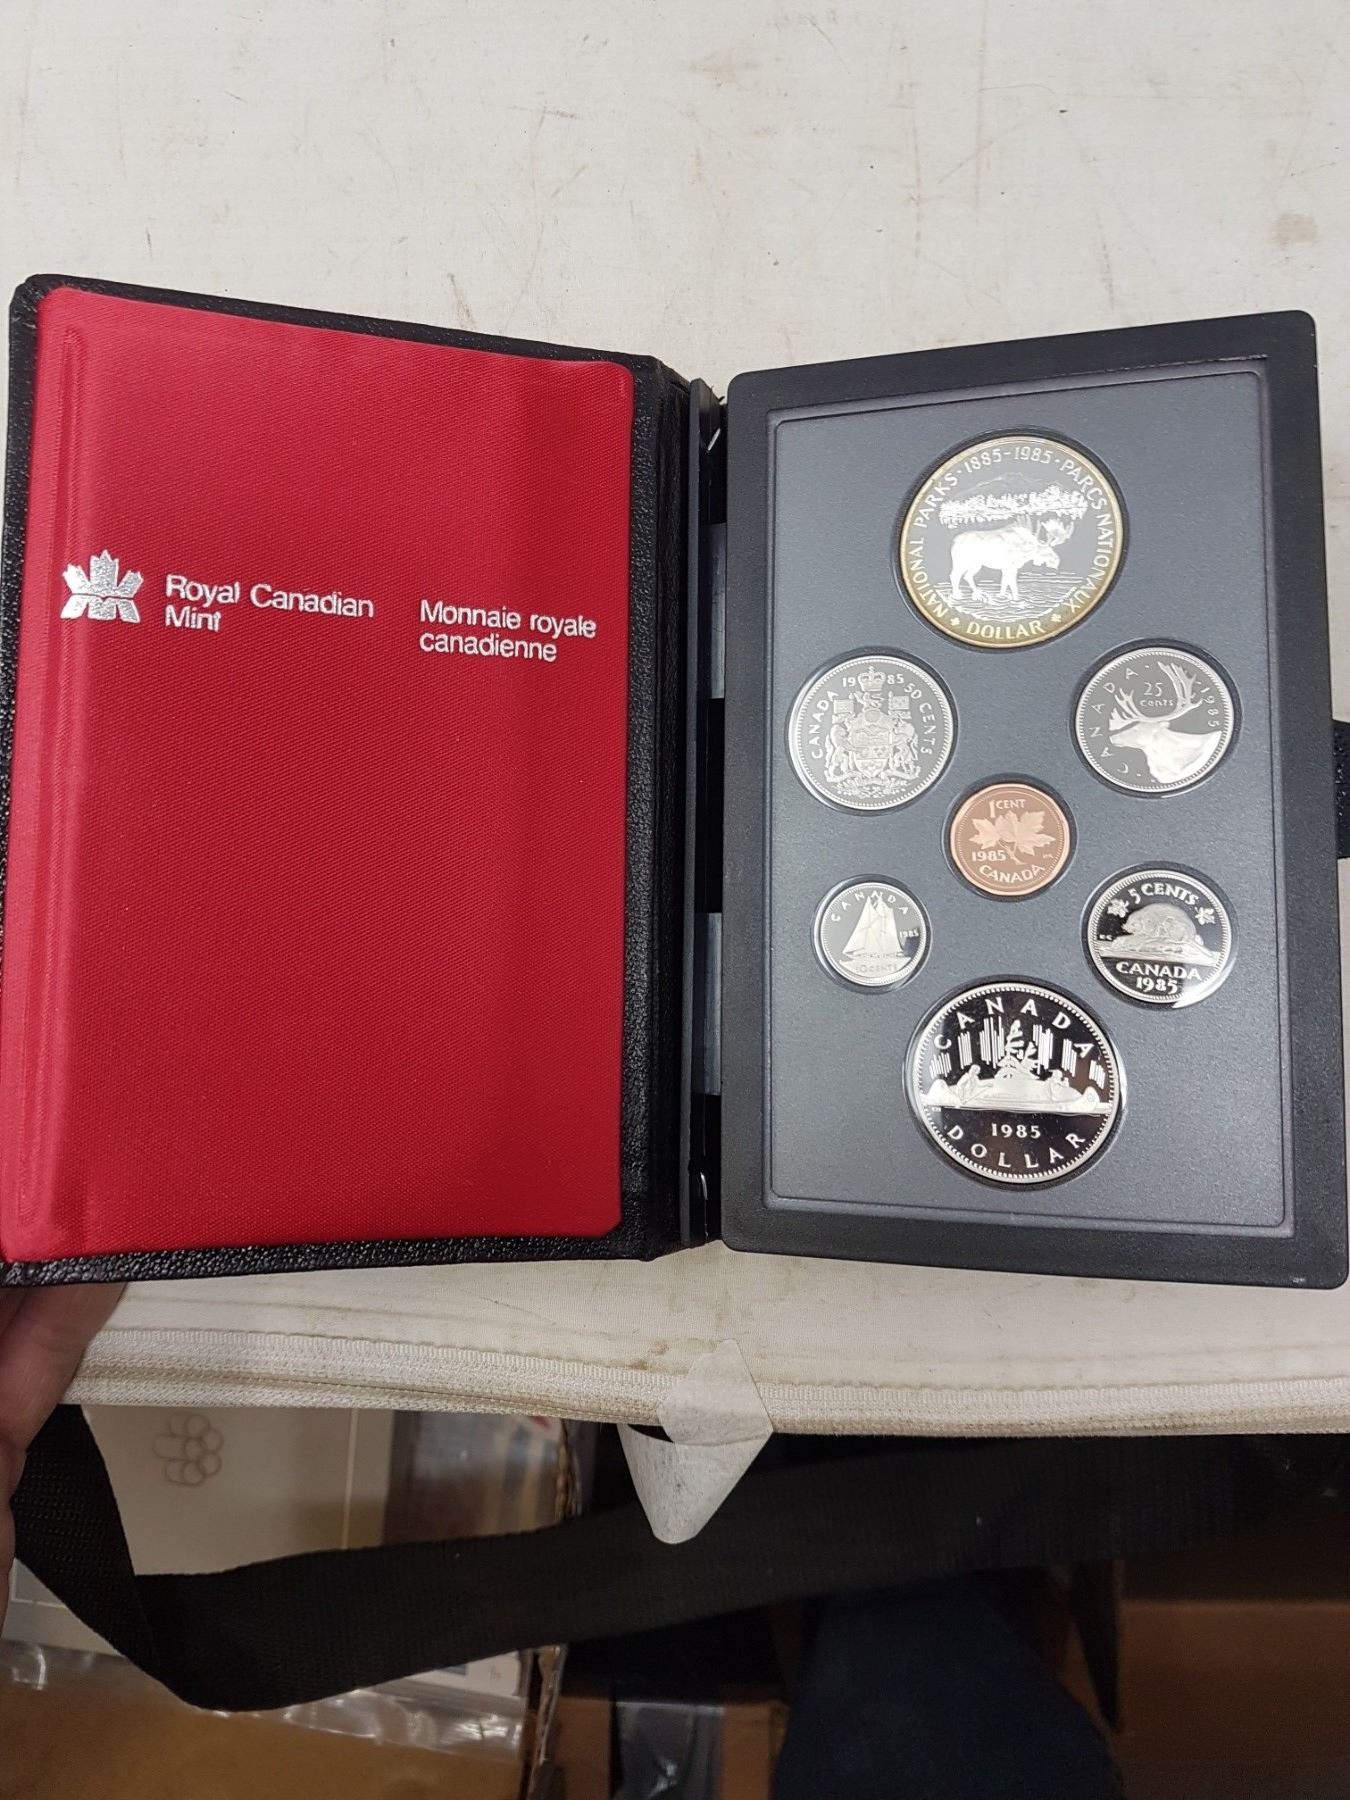 Royal Canadian
Mint
Monnaie royale
canadienne
NATIONAL PARKS · 1885-1985 · PARCS NATIONAUX
DOLLAR
1985
CANADA
50 CENTS
CANADA
25
cents
1985
1 CENT
1985
CANADA
CANADA
1985
10 CENTS
5 CENTS
CANADA
1985
CANADA
1985
DOLLAR